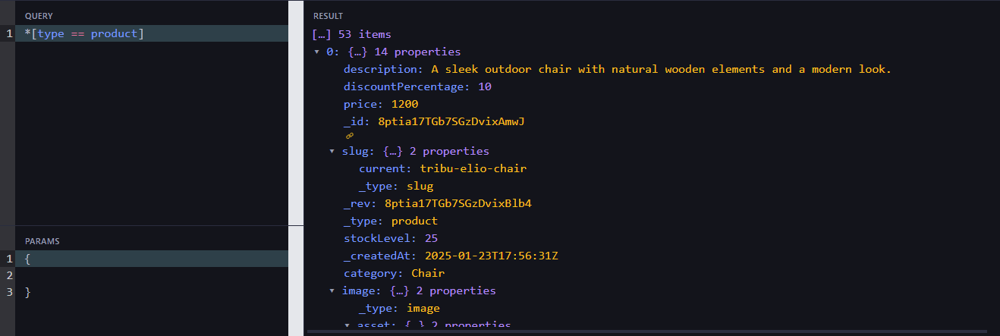 QUERY
1 *[type == product]
PARAMS
1 {
2
3 }
RESULT
[…] 53 items
0: {…} 14 properties
description: A sleek outdoor chair with natural wooden elements and a modern look.
discountPercentage: 10
price: 1200
_id: 8ptia17TGb7SGzDvixAmwJ
slug: {…} 2 properties
current: tribu-elio-chair
_type: slug
_rev: 8ptia17TGb7SGzDvixBlb4
_type: product
stockLevel: 25
_createdAt: 2025-01-23T17:56:31Z
category: Chair
image: {…} 2 properties
_type: image
asset: {…} 2 properties